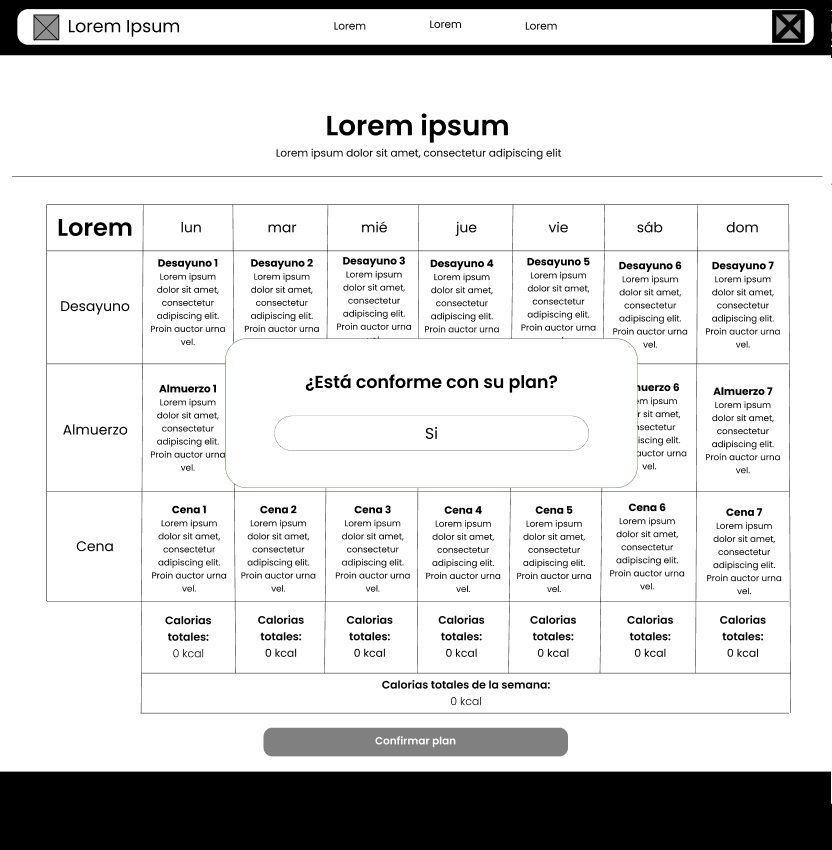 Lorem Ipsum
Lorem
Lorem
Lorem
Lorem ipsum
Lorem ipsum dolor sit amet, consectetur adipiscing elit
Lorem
lun
mar
mié
jue
vie
sáb
dom
Desayuno
Desayuno 1
Lorem ipsum
dolor sit amet,
consectetur
adipiscing elit.
Proin auctor urna
vel.
Desayuno 2
Lorem ipsum
dolor sit amet,
consectetur
adipiscing elit.
Proin auctor urna
Desayuno 3
Lorem ipsum
dolor sit amet,
consectetur
adipiscing elit.
Proin auctor urna
Desayuno 4
Lorem ipsum
dolor sit amet,
consectetur
adipiscing elit.
Proin auctor urna
Desayuno 5
Lorem ipsum
dolor sit amet,
consectetur
adipiscing elit.
Proin auctor urna
Desayuno 6
Lorem ipsum
dolor sit amet,
consectetur
adipiscing elit.
Proin auctor urna
vel.
Desayuno 7
Lorem ipsum
dolor sit amet,
consectetur
adipiscing elit.
Proin auctor urna
vel.
¿Está conforme con su plan?
Si
Almuerzo
Almuerzo 1
Lorem ipsum
dolor sit amet,
consectetur
adipiscing elit.
Proin auctor urna
vel.
6
ipsum
sit amet,
elit.
urna
vel.
Almuerzo 7
Lorem ipsum
dolor sit amet,
consectetur
adipiscing elit.
Proin auctor urna
vel.
Cena
Cena 1
Lorem ipsum
dolor sit amet,
consectetur
adipiscing elit.
Proin auctor urna
vel.
Cena 2
Lorem ipsum
dolor sit amet,
consectetur
adipiscing elit.
Proin auctor urna
vel.
Cena 3
Lorem ipsum
dolor sit amet,
consectetur
adipiscing elit.
Proin auctor urna
vel.
Cena 4
Lorem ipsum
dolor sit amet,
consectetur
adipiscing elit.
Proin auctor urna
vel.
Cena 5
Lorem ipsum
dolor sit amet,
consectetur
adipiscing elit.
Proin auctor urna
vel.
Cena 6
Lorem ipsum
dolor sit amet,
consectetur
adipiscing elit.
Proin auctor urna
vel.
Cena 7
Lorem ipsum
dolor sit amet,
consectetur
adipiscing elit.
Proin auctor urna
vel.
Calorias
totales:
0 kcal
Calorias
totales:
0 kcal
Calorias
totales:
0 kcal
Calorias
totales:
0 kcal
Calorias
totales:
0 kcal
Calorias
totales:
0 kcal
Calorias
totales:
0 kcal
Calorias totales de la semana:
0 kcal
Confirmar plan